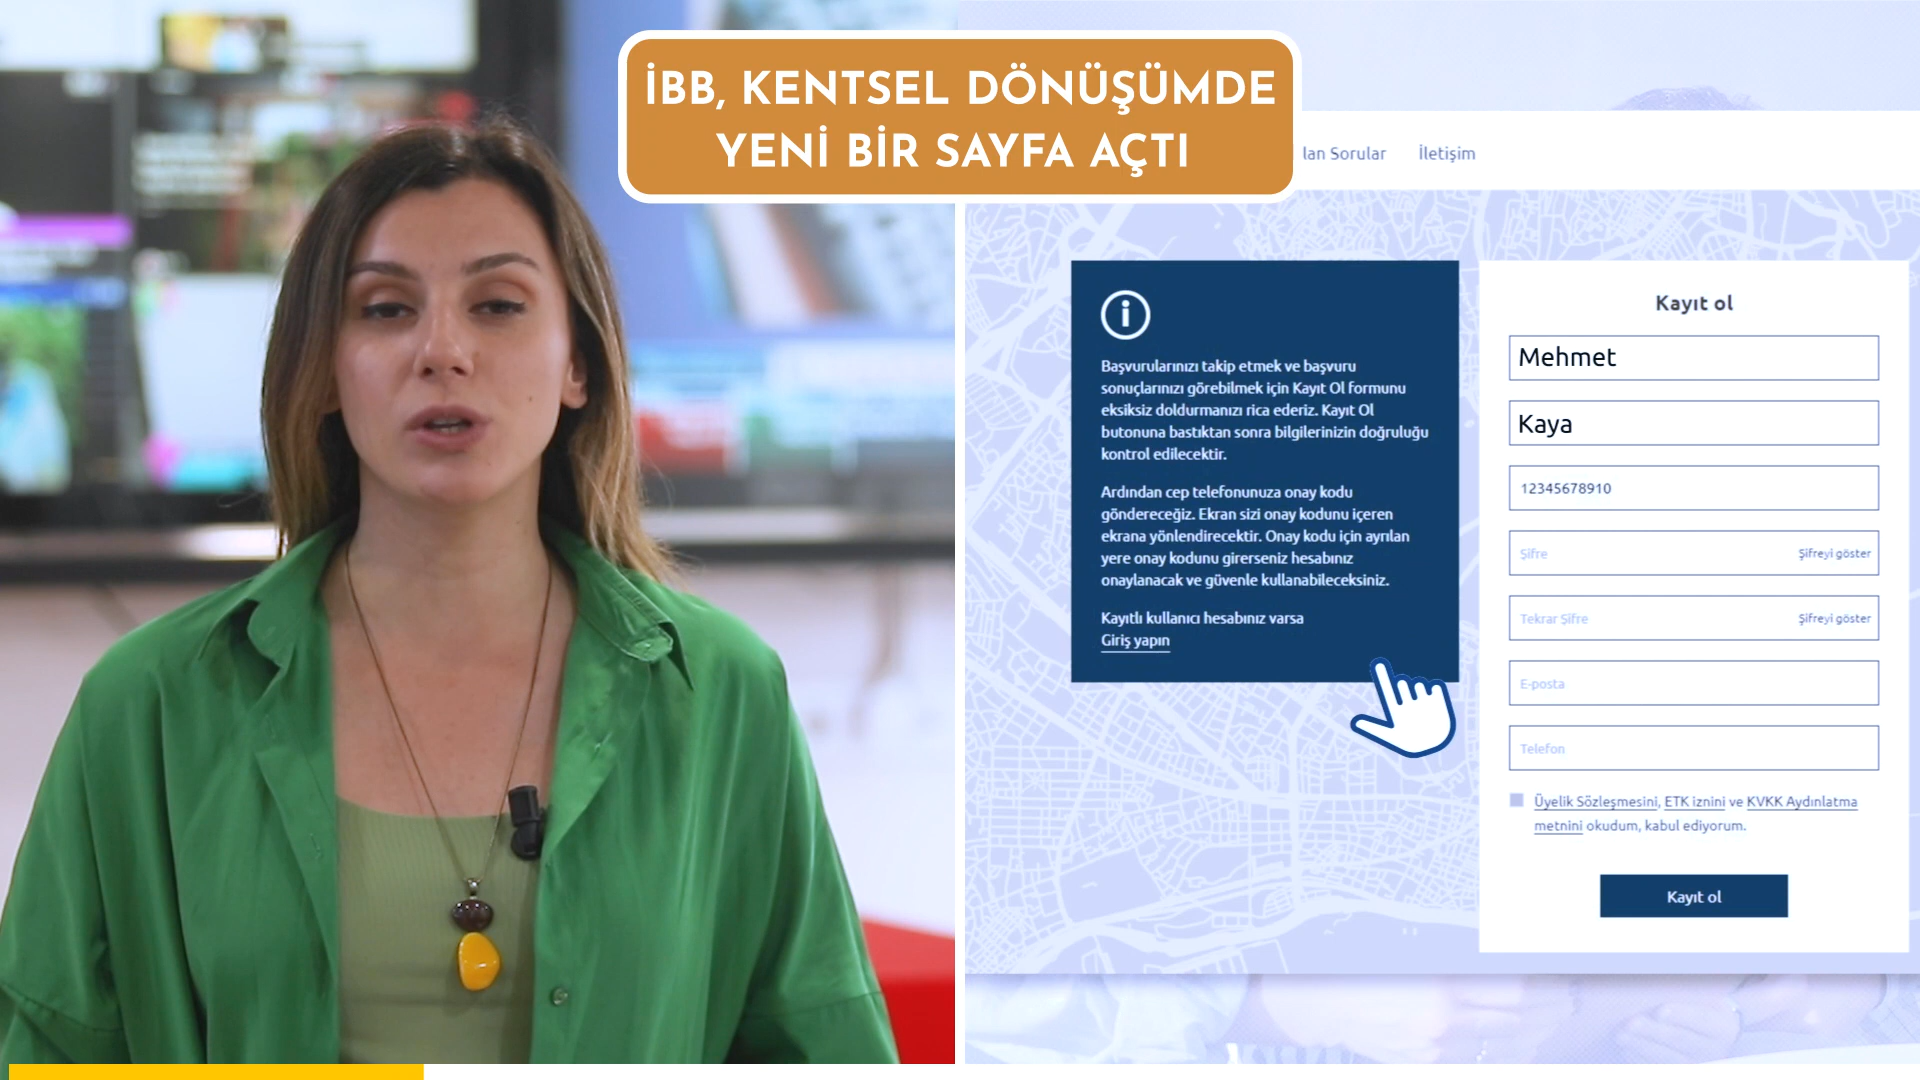 İBB, KENTSEL DÖNÜŞÜMDE
YENİ BİR SAYFA AÇTI
lan Sorular İletişim
Başvurularınızı takip etmek ve başvuru
sonuçlarınızı görebilmek için Kayıt Ol formunu
eksiksiz doldurmanızı rica ederiz. Kayıt Ol
butonuna bastıktan sonra bilgilerinizin doğruluğu
kontrol edilecektir.
Ardından cep telefonunuza onay kodu
göndereceğiz. Ekran sizi onay kodunu içeren
ekrana yönlendirecektir. Onay kodu için ayrılan
yere onay kodunu girerseniz hesabınız
onaylanacak ve güvenle kullanabileceksiniz.
Kayıtlı kullanıcı hesabınız varsa
Giriş yapın
Kayıt ol
Mehmet
Kaya
12345678910
Şifre Şifreyi göster
Tekrar Şifre Şifreyi göster
E-posta
Telefon
Üyelik Sözleşmesini, ETK iznini ve KVKK Aydınlatma
metnini okudum, kabul ediyorum.
Kayıt ol